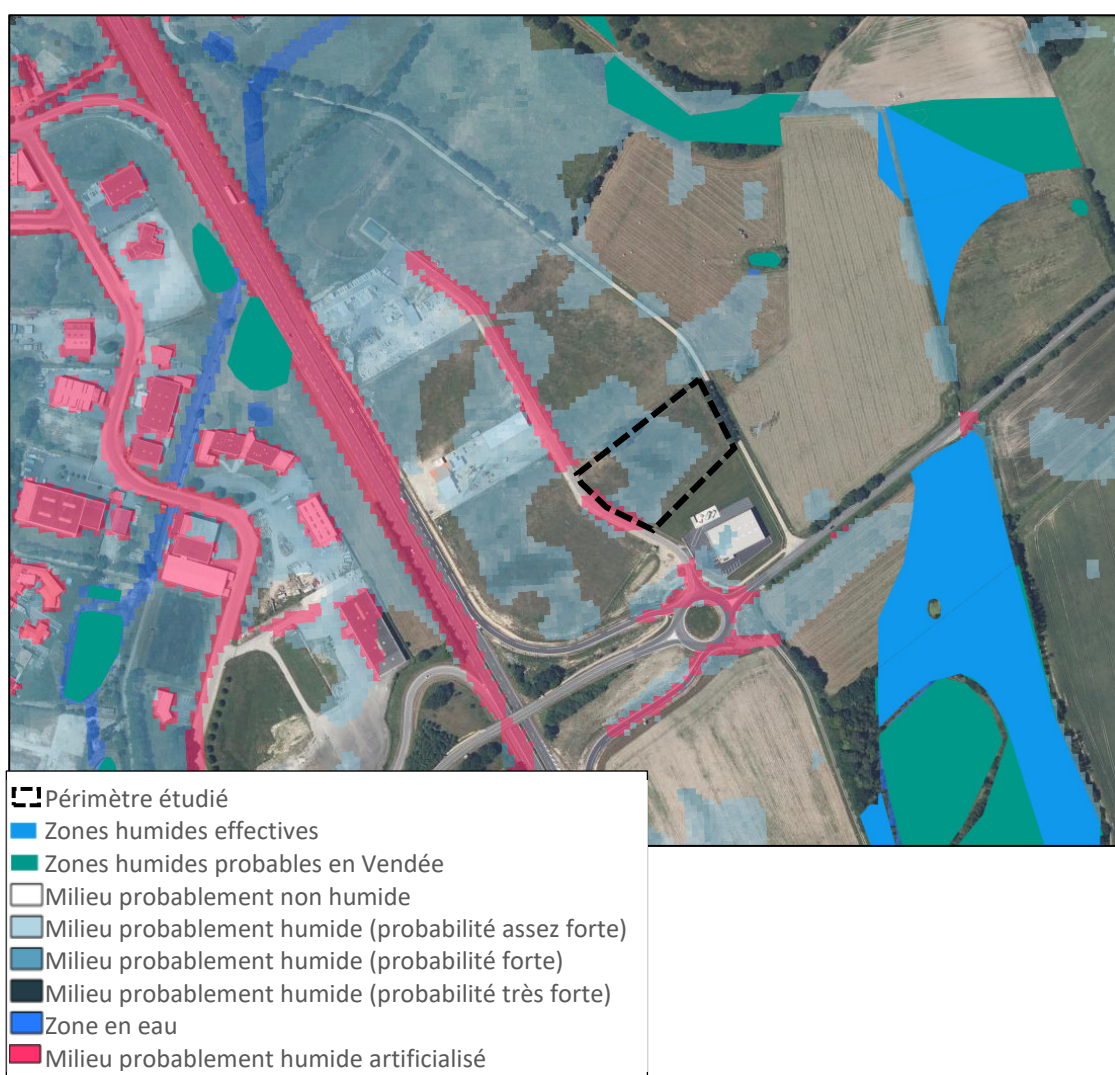 Périmètre étudié
Zones humides effectives
Zones humides probables en Vendée
Milieu probablement non humide
Milieu probablement humide (probabilité assez forte)
Milieu probablement humide (probabilité forte)
Milieu probablement humide (probabilité très forte)
Zone en eau
Milieu probablement humide artificialisé